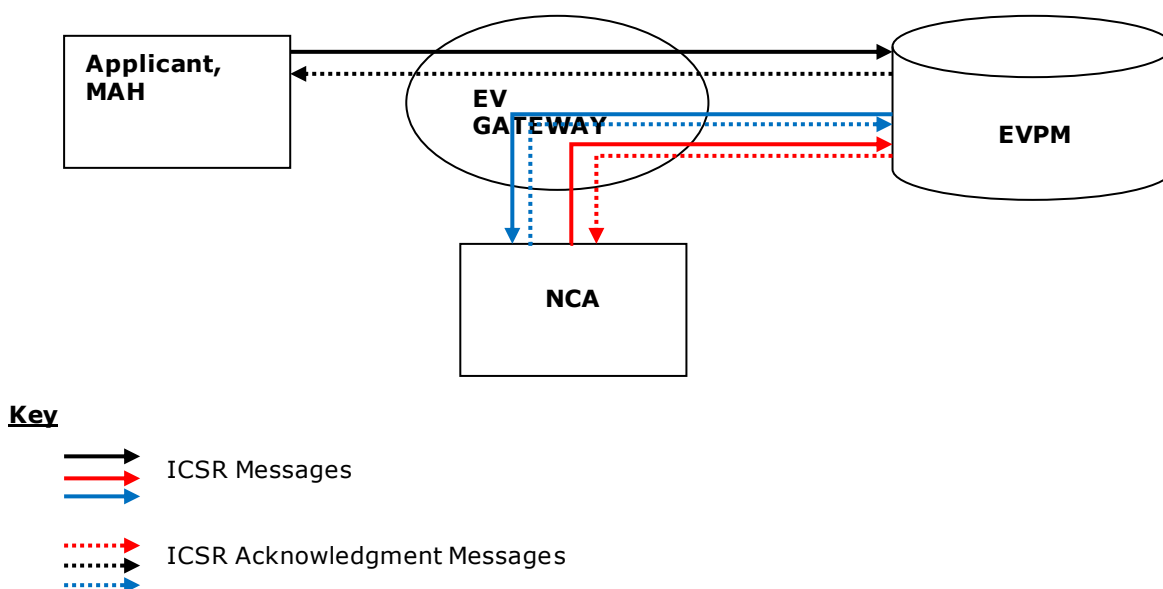 Applicant,
MAH
EV
GATEWAY
EVPM
NCA
Key
ICSR Messages
ICSR Acknowledgment Messages